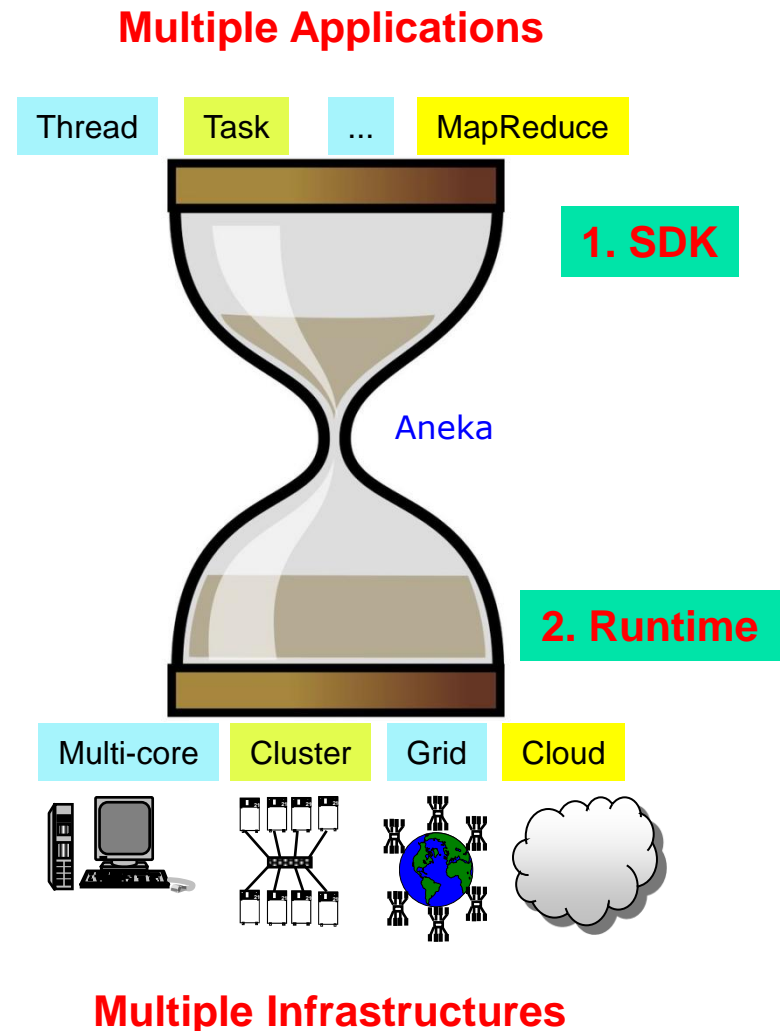 Multiple Applications
Thread Task ... MapReduce
1. SDK
Aneka
2. Runtime
Multi-core Cluster Grid Cloud
Multiple Infrastructures